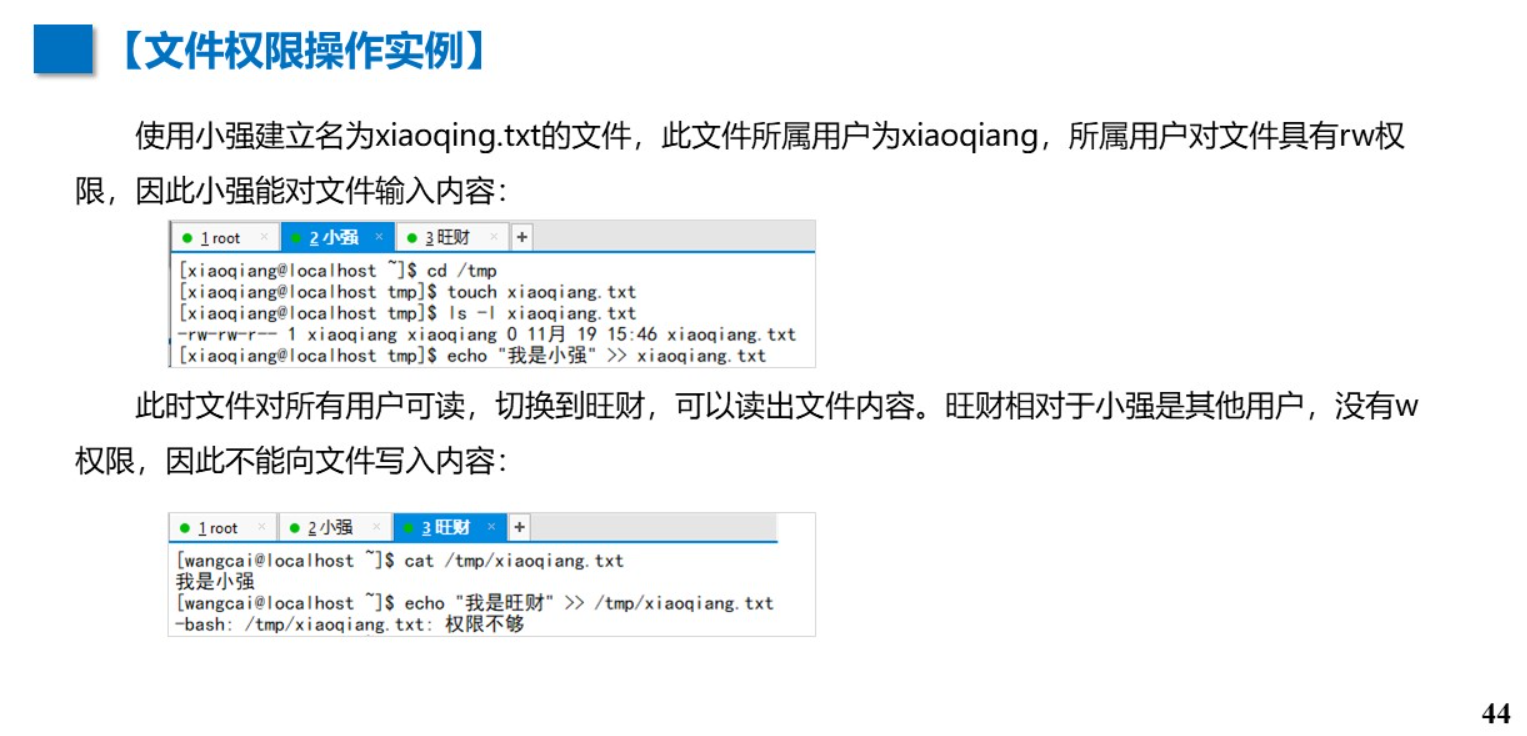 【文件权限操作实例】
使用小强建立名为xiaoqing.txt的文件，此文件所属用户为xiaoqiang，所属用户对文件具有rw权
限，因此小强能对文件输入内容：
1 root × 2 小强 × 3 旺财 × +
[xiaoqiang@localhost ~]$ cd /tmp
[xiaoqiang@localhost tmp]$ touch xiaoqiang.txt
[xiaoqiang@localhost tmp]$ ls -l xiaoqiang.txt
-rw-rw-r-- 1 xiaoqiang xiaoqiang 0 11月 19 15:46 xiaoqiang.txt
[xiaoqiang@localhost tmp]$ echo "我是小强" >> xiaoqiang.txt
此时文件对所有用户可读，切换到旺财，可以读出文件内容。旺财相对于小强是其他用户，没有w
权限，因此不能向文件写入内容：
1 root × 2 小强 × 3 旺财 × +
[wangcai@localhost ~]$ cat /tmp/xiaoqiang.txt
我是小强
[wangcai@localhost ~]$ echo "我是旺财" >> /tmp/xiaoqiang.txt
-bash: /tmp/xiaoqiang.txt: 权限不够
44